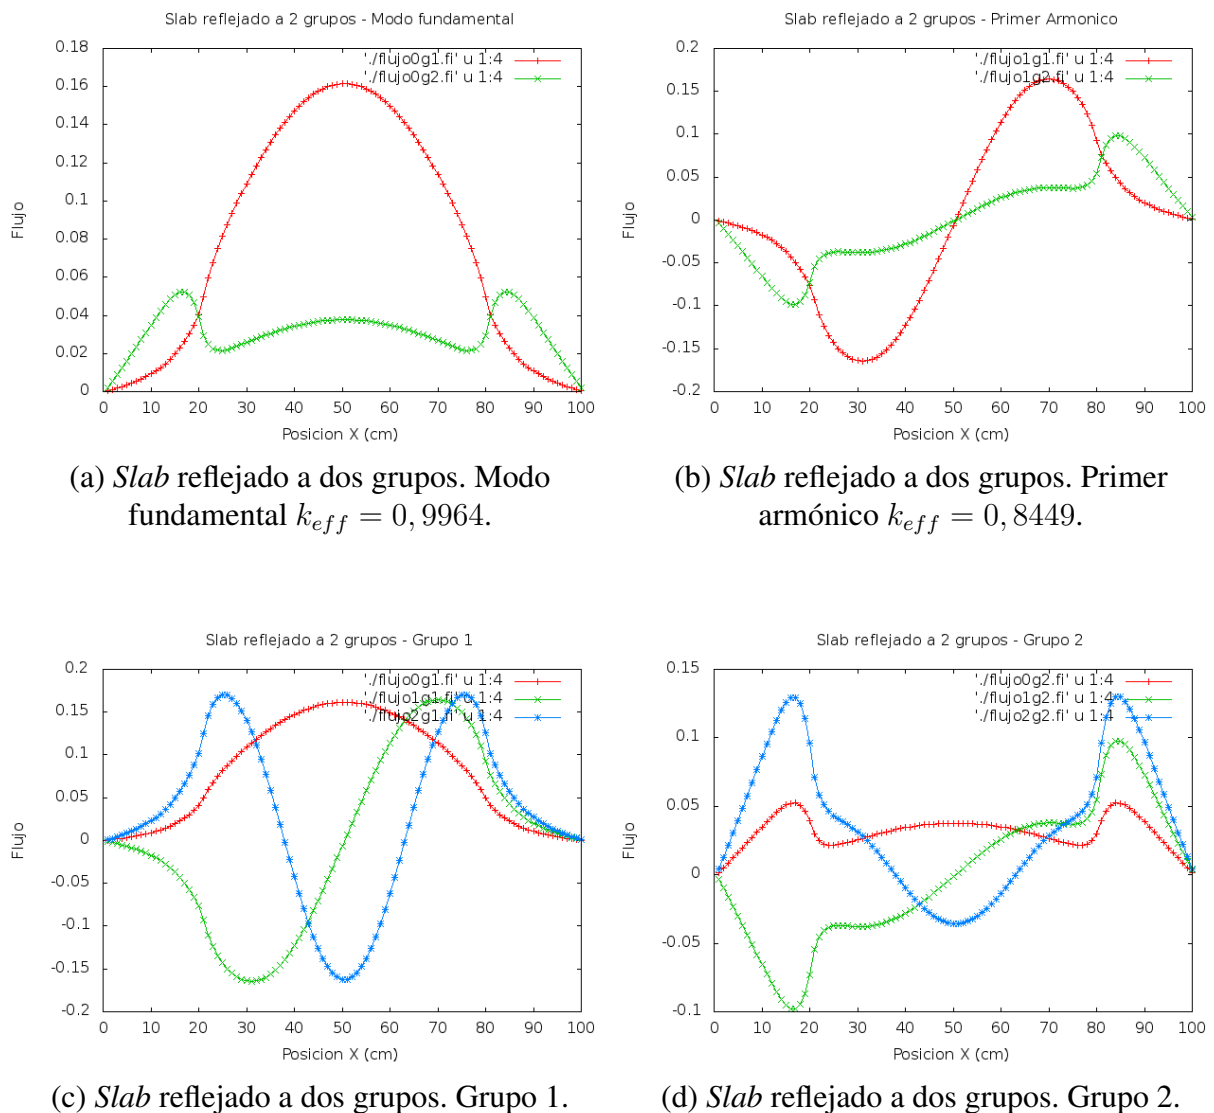 Slab reflejado a 2 grupos - Modo fundamental
'./flujo0g1.fi' u 1:4
'./flujo0g2.fi' u 1:4
0.18
0.16
0.14
0.12
0.1
0.08
0.06
0.04
0.02
0
Flujo
0 10 20 30 40 50 60 70 80 90 100
Posicion X (cm)
(a) Slab reflejado a dos grupos. Modo
fundamental k_eff = 0,9964.
Slab reflejado a 2 grupos - Primer Armonico
'./flujo1g1.fi' u 1:4
'./flujo1g2.fi' u 1:4
0.2
0.15
0.1
0.05
0
-0.05
-0.1
-0.15
-0.2
Flujo
0 10 20 30 40 50 60 70 80 90 100
Posicion X (cm)
(b) Slab reflejado a dos grupos. Primer
armónico k_eff = 0,8449.
Slab reflejado a 2 grupos - Grupo 1
'./flujo0g1.fi' u 1:4
'./flujo1g1.fi' u 1:4
'./flujo2g1.fi' u 1:4
0.2
0.15
0.1
0.05
0
-0.05
-0.1
-0.15
-0.2
Flujo
0 10 20 30 40 50 60 70 80 90 100
Posicion X (cm)
(c) Slab reflejado a dos grupos. Grupo 1.
Slab reflejado a 2 grupos - Grupo 2
'./flujo0g2.fi' u 1:4
'./flujo1g2.fi' u 1:4
'./flujo2g2.fi' u 1:4
0.15
0.1
0.05
0
-0.05
-0.1
Flujo
0 10 20 30 40 50 60 70 80 90 100
Posicion X (cm)
(d) Slab reflejado a dos grupos. Grupo 2.